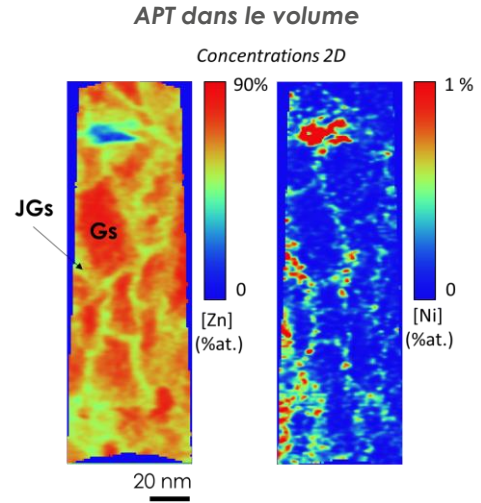 APT dans le volume
Concentrations 2D
90%
1 %
JGs
Gs
0
0
[Zn]
(%at.)
[Ni]
(%at.)
20 nm